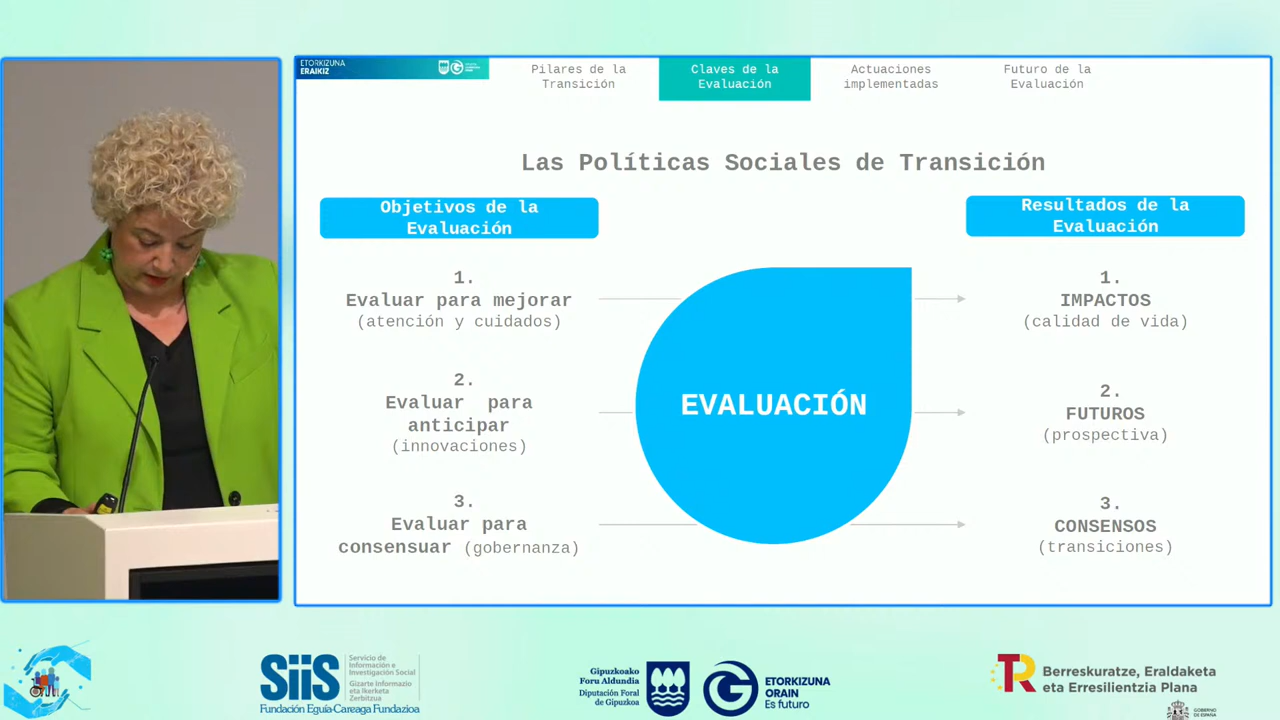 ETORKIZUNA
ERAIKIZ
Pilares de la
Transición
Claves de la
Evaluación
Actuaciones
implementadas
Futuro de la
Evaluación
Las Políticas Sociales de Transición
Objetivos de la
Evaluación
Resultados de la
Evaluación
1.
Evaluar para mejorar
(atención y cuidados)
2.
Evaluar para
anticipar
(innovaciones)
3.
Evaluar para
consensuar (gobernanza)
EVALUACIÓN
1.
IMPACTOS
(calidad de vida)
2.
FUTUROS
(prospectiva)
3.
CONSENSOS
(transiciones)
SiiS
Servicio de
Información e
Investigación Social
Gizarte Informazio
eta Ikerketa
Zerbitzua
Fundación Eguía-Careaga Fundazioa
Gipuzkoako
Foru Aldundia
Diputación Foral
de Gipuzkoa
ETORKIZUNA
ORAIN
Es futuro
TR
Berreskuratze, Eraldaketa
eta Erresilientzia Plana
GOBIERNO
DE ESPAÑA